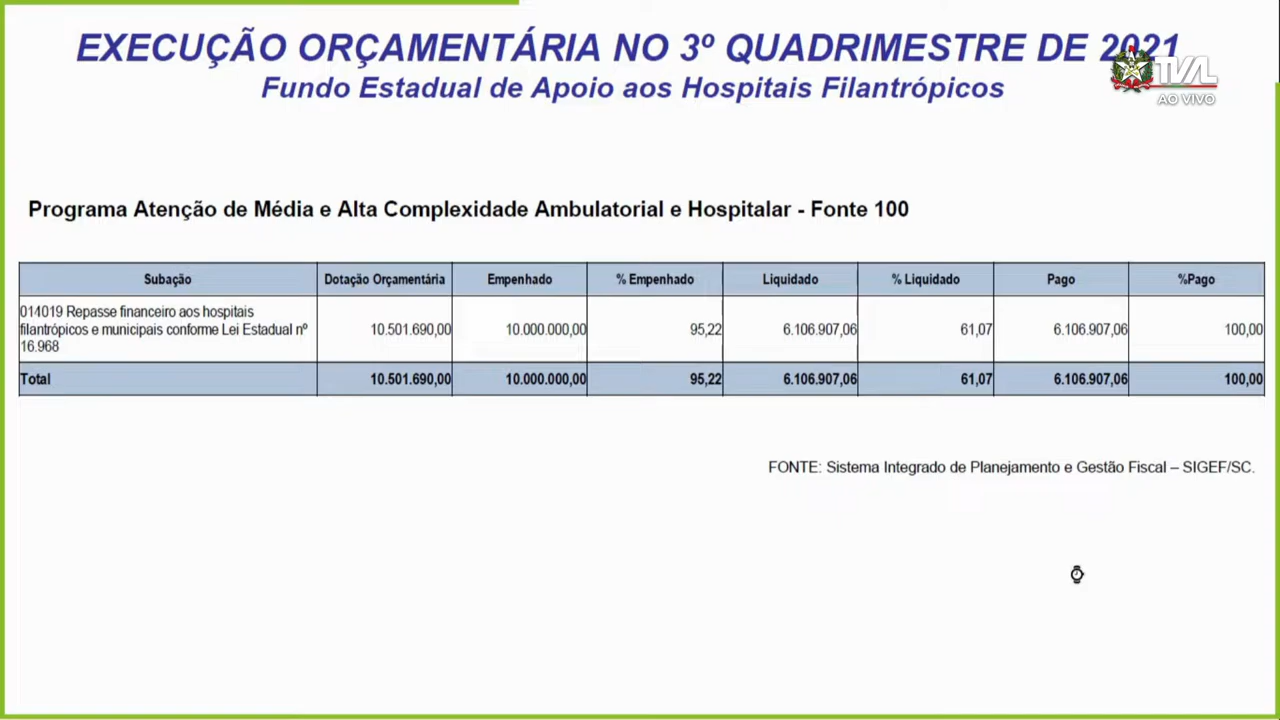 EXECUÇÃO ORÇAMENTÁRIA NO 3º QUADRIMESTRE DE 2021
Fundo Estadual de Apoio aos Hospitais Filantrópicos
TVAL
AO VIVO
Programa Atenção de Média e Alta Complexidade Ambulatorial e Hospitalar - Fonte 100
Subação Dotação Orçamentária Empenhado % Empenhado Liquidado % Liquidado Pago %Pago
014019 Repasse financeiro aos hospitais
filantrópicos e municipais conforme Lei Estadual nº
16.968
10.501.690,00 10.000.000,00 95,22 6.106.907,06 61,07 6.106.907,06 100,00
Total 10.501.690,00 10.000.000,00 95,22 6.106.907,06 61,07 6.106.907,06 100,00
FONTE: Sistema Integrado de Planejamento e Gestão Fiscal – SIGEF/SC.